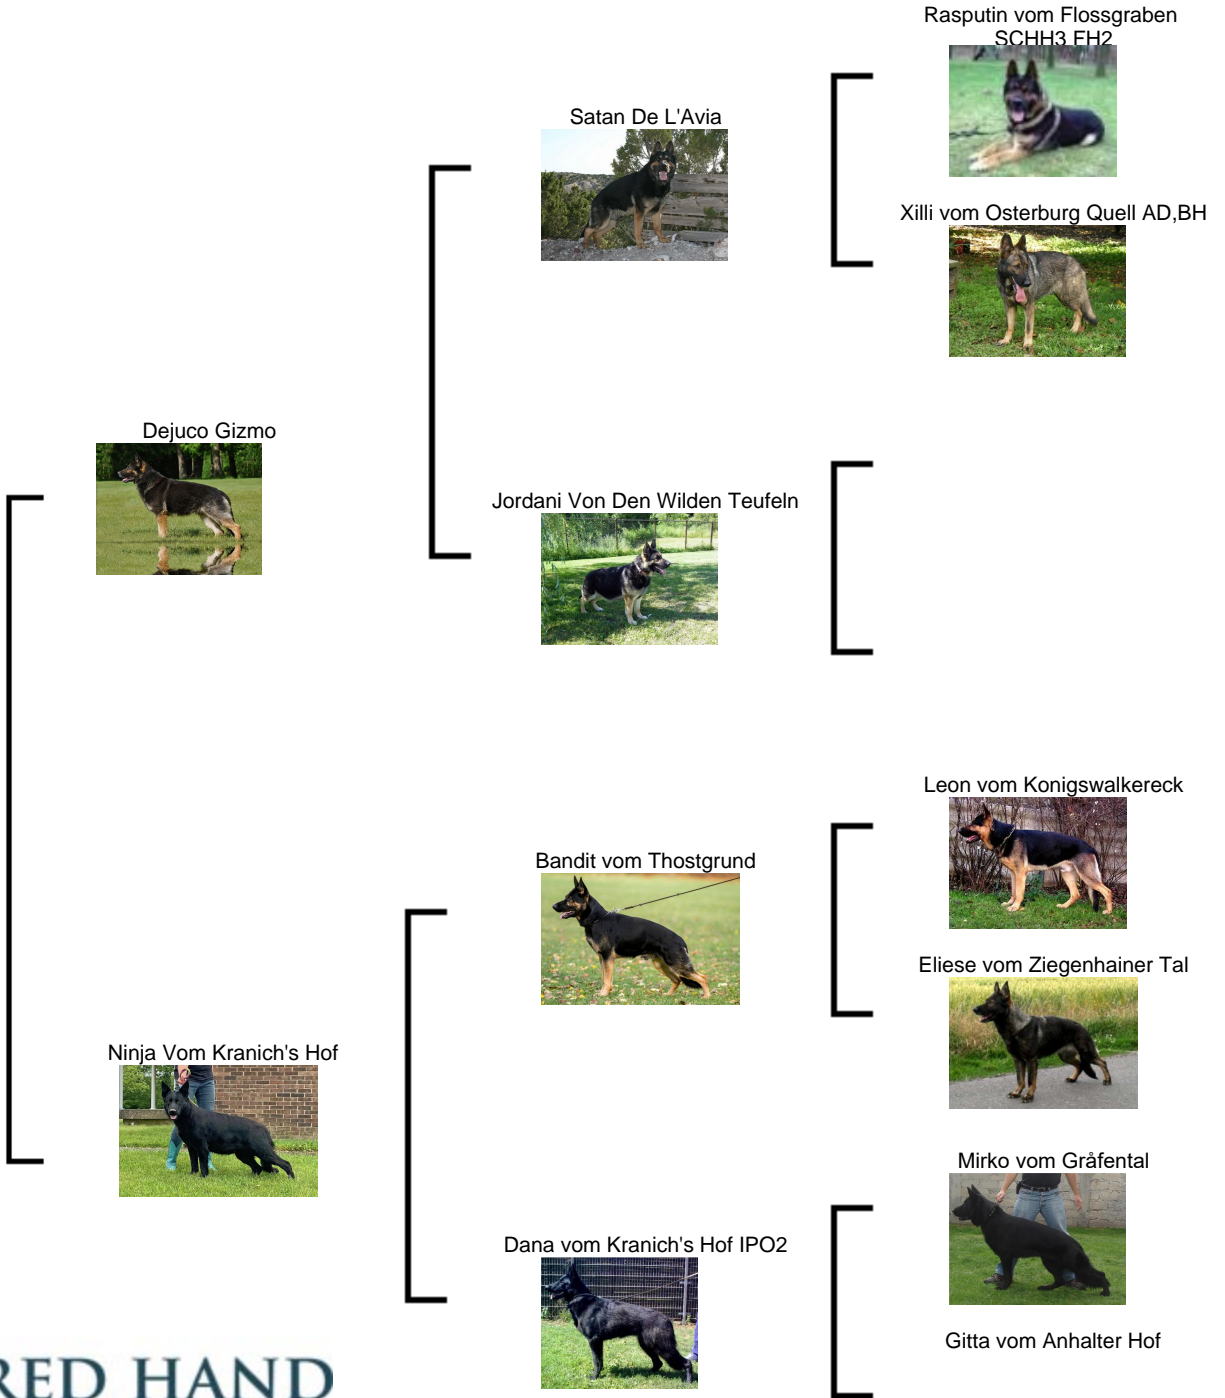 Rasputin vom Flossgraben
SCHH3 FH2
Satan De L'Avia
Xilli vom Osterburg Quell AD,BH
Dejuco Gizmo
Jordani Von Den Wilden Teufeln
Leon vom Konigswalkereck
Bandit vom Thostgrund
Eliese vom Ziegenhainer Tal
Ninja Vom Kranich's Hof
Mirko vom Gråfental
Dana vom Kranich's Hof IPO2
Gitta vom Anhalter Hof
RED HAND